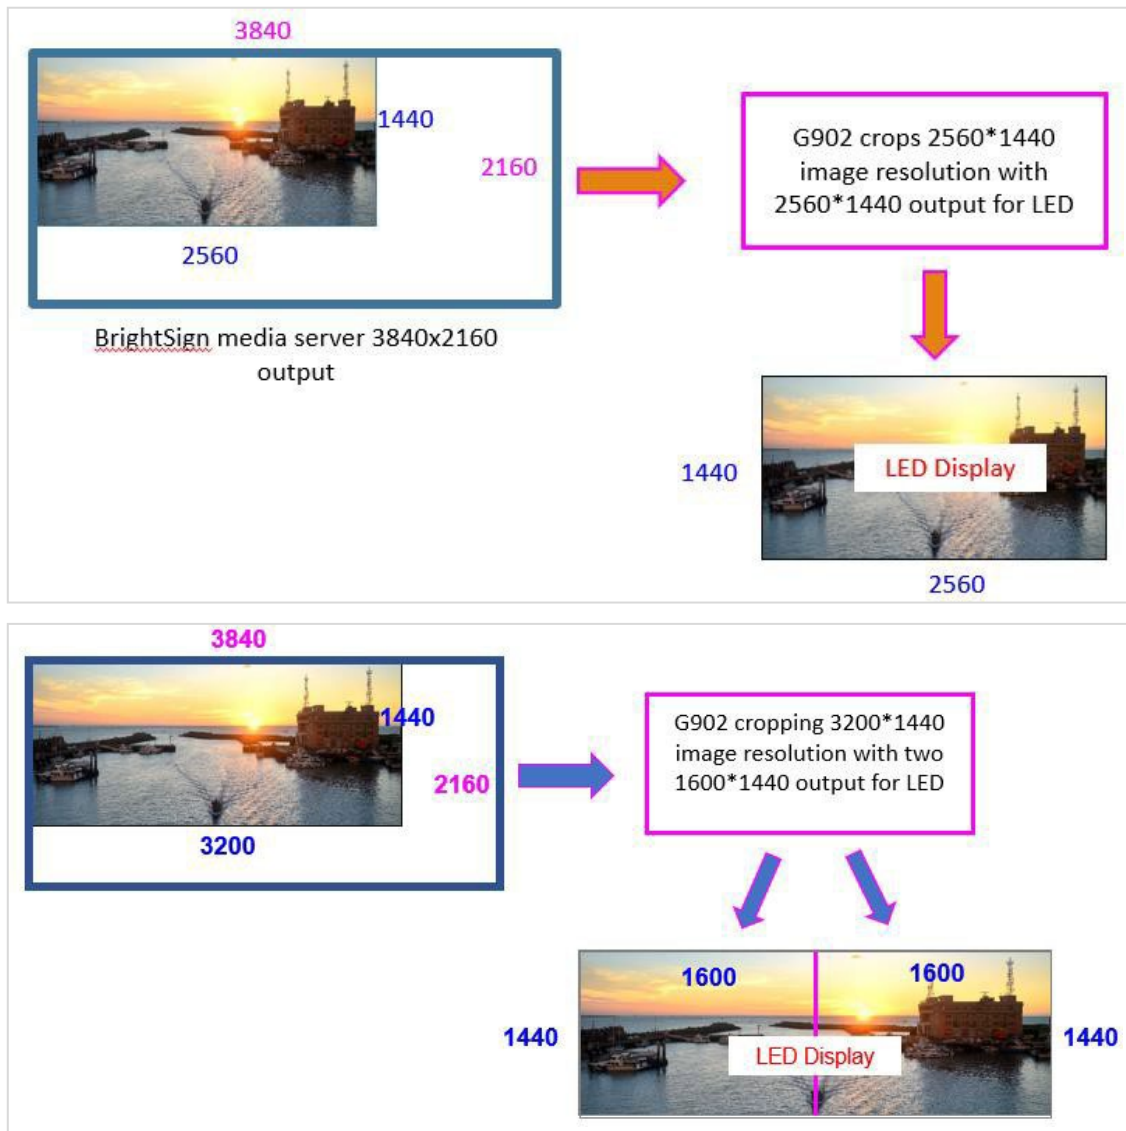 3840
1440
2160
2560
BrightSign media server 3840x2160
output
G902 crops 2560*1440
image resolution with
2560*1440 output for LED
LED Display
1440
2560
3840
1440
2160
3200
G902 cropping 3200*1440
image resolution with two
1600*1440 output for LED
1600
1600
1440
1440
LED Display